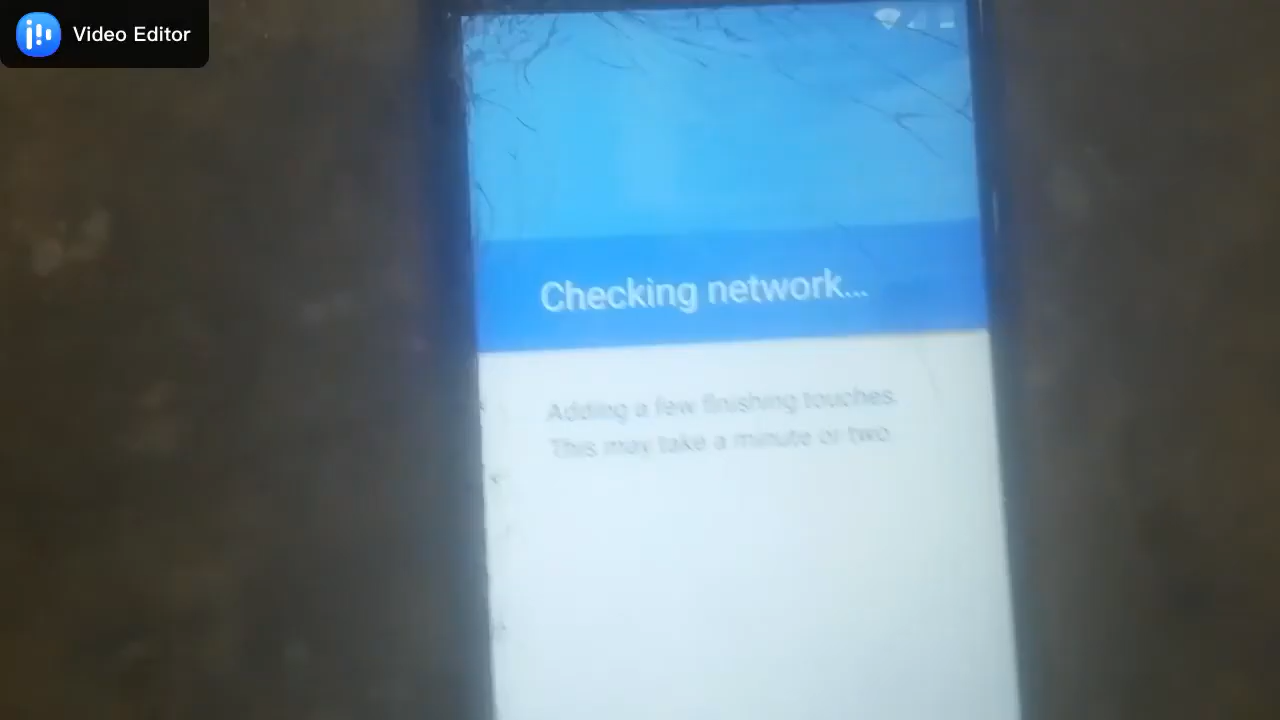 Video Editor
Checking network...
Adding a few finishing touches.
This may take a minute or two